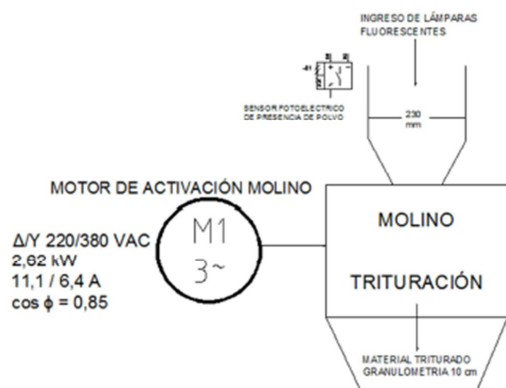 INGRESO DE LÁMPARAS
FLUORESCENTES
SENSOR FOTOELECTRICO
DE PRESENCIA DE POLVO
230
mm
MOTOR DE ACTIVACIÓN MOLINO
M1
3~
Δ/Y 220/380 VAC
2,62 kW
11,1 / 6,4 A
cos ϕ = 0,85
MOLINO
TRITURACIÓN
MATERIAL TRITURADO
GRANULOMETRIA 10 cm